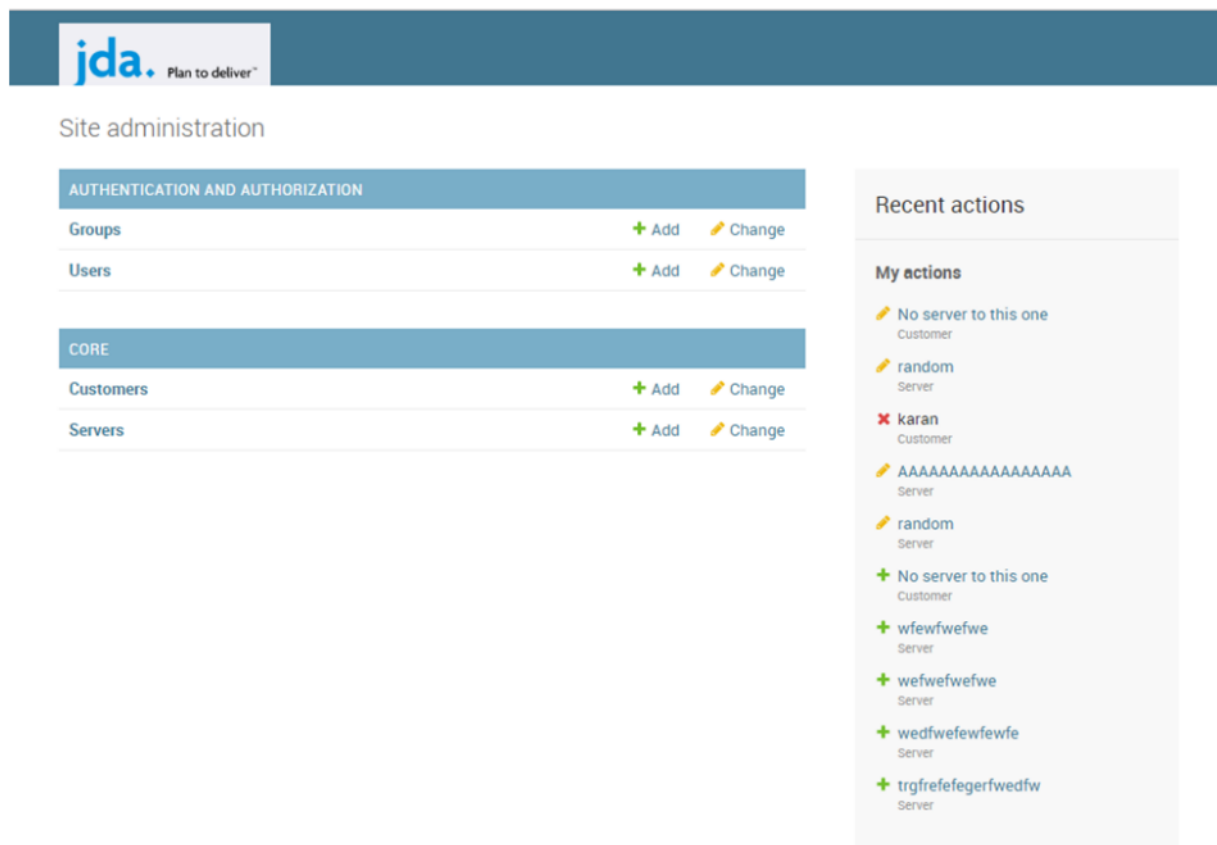 jda. Plan to deliver™
Site administration
AUTHENTICATION AND AUTHORIZATION
Groups Add Change
Users Add Change
CORE
Customers Add Change
Servers Add Change
Recent actions
My actions
No server to this one
Customer
random
Server
karan
Customer
AAAAAAAAAAAAAAAAA
Server
random
Server
No server to this one
Customer
wfewfwefwe
Server
wefwefwefwe
Server
wedfwefewfewfe
Server
trgfrefefegerfwedfw
Server